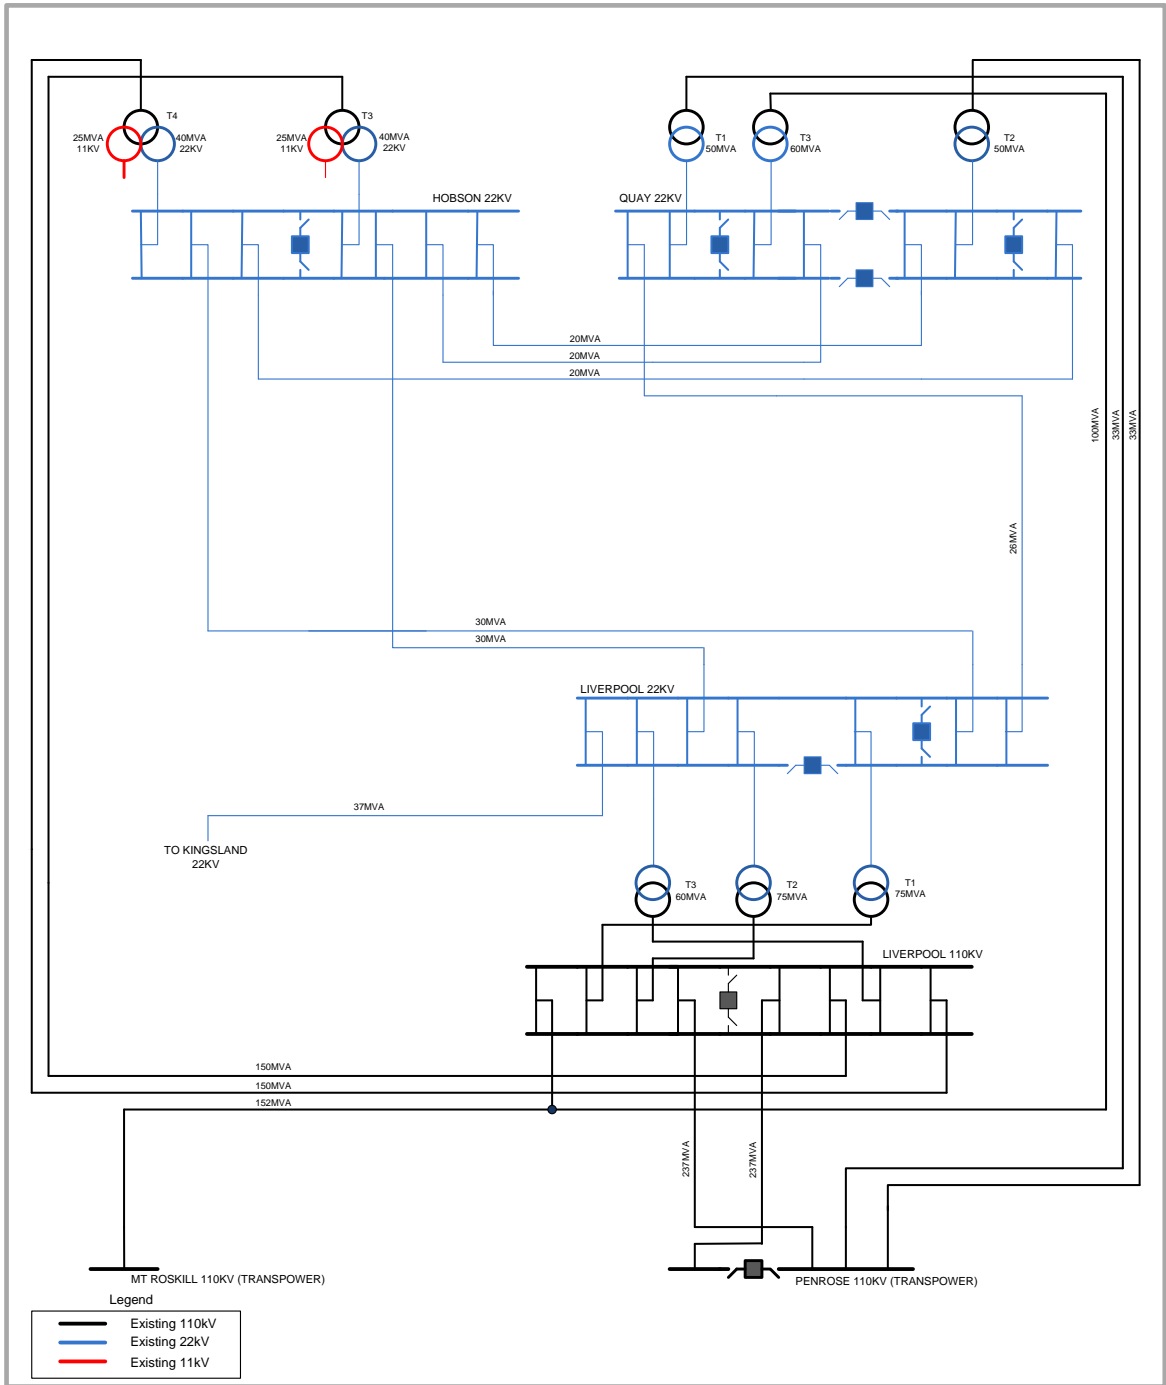 T4
25MVA
11KV
40MVA
22KV
T3
25MVA
11KV
40MVA
22KV
T1
50MVA
T3
60MVA
T2
50MVA
HOBSON 22KV
QUAY 22KV
20MVA
20MVA
20MVA
100MVA
33MVA
33MVA
26MVA
30MVA
30MVA
LIVERPOOL 22KV
37MVA
TO KINGSLAND
22KV
T3
60MVA
T2
75MVA
T1
75MVA
LIVERPOOL 110KV
150MVA
150MVA
152MVA
237MVA
237MVA
MT ROSKILL 110KV (TRANSPOWER)
PENROSE 110KV (TRANSPOWER)
Legend
Existing 110kV
Existing 22kV
Existing 11kV